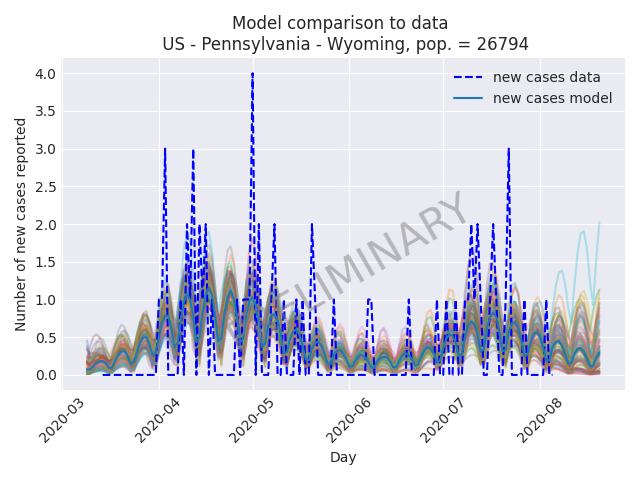 Model comparison to data
US - Pennsylvania - Wyoming, pop. = 26794
Number of new cases reported
4.0
3.5
3.0
2.5
2.0
1.5
1.0
0.5
0.0
new cases data
new cases model
PRELIMINARY
2020-03
2020-04
2020-05
2020-06
2020-07
2020-08
Day